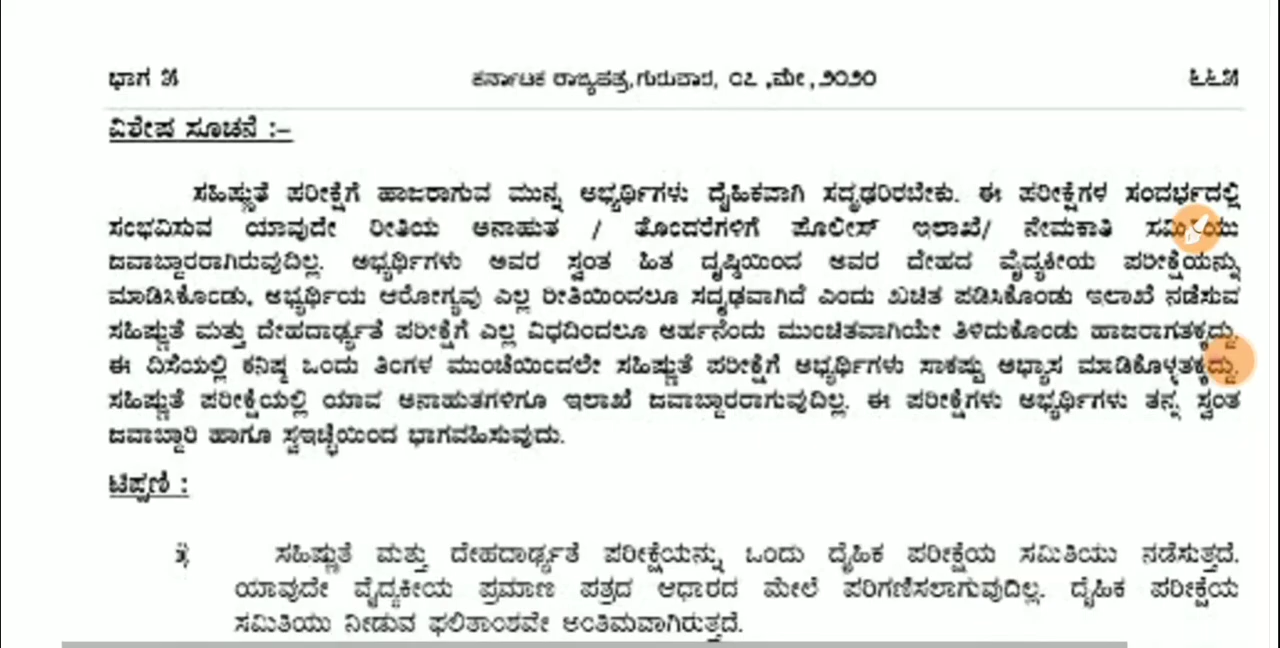 ಭಾಗ ೫ ಕರ್ನಾಟಕ ರಾಜ್ಯಪತ್ರ, ಗುರುವಾರ, ೦೭ ,ಮೇ , ೨೦೨೦ ೬೬೫
ವಿಶೇಷ ಸೂಚನೆ :–
ಸಹಿಷ್ಣುತೆ ಪರೀಕ್ಷೆಗೆ ಹಾಜರಾಗುವ ಮುನ್ನ ಅಭ್ಯರ್ಥಿಗಳು ದೈಹಿಕವಾಗಿ ಸದೃಢರಿರಬೇಕು. ಈ ಪರೀಕ್ಷೆಗಳ ಸಂದರ್ಭದಲ್ಲಿ
ಸಂಭವಿಸುವ ಯಾವುದೇ ರೀತಿಯ ಅನಾಹುತ / ತೊಂದರೆಗಳಿಗೆ ಪೊಲೀಸ್ ಇಲಾಖೆ/ ನೇಮಕಾತಿ ಸಮಿತಿಯು
ಜವಾಬ್ದಾರರಾಗಿರುವುದಿಲ್ಲ. ಅಭ್ಯರ್ಥಿಗಳು ಅವರ ಸ್ವಂತ ಹಿತ ದೃಷ್ಠಿಯಿಂದ ಅವರ ದೇಹದ ವೈದ್ಯಕೀಯ ಪರೀಕ್ಷೆಯನ್ನು
ಮಾಡಿಸಿಕೊಂಡು, ಅಭ್ಯರ್ಥಿಯ ಆರೋಗ್ಯವು ಎಲ್ಲ ರೀತಿಯಿಂದಲೂ ಸದೃಢವಾಗಿದೆ ಎಂದು ಖಚಿತ ಪಡಿಸಿಕೊಂಡು ಇಲಾಖೆ ನಡೆಸುವ
ಸಹಿಷ್ಣುತೆ ಮತ್ತು ದೇಹದಾರ್ಢ್ಯತೆ ಪರೀಕ್ಷೆಗೆ ಎಲ್ಲ ವಿಧದಿಂದಲೂ ಅರ್ಹನೆಂದು ಮುಂಚಿತವಾಗಿಯೇ ತಿಳಿದುಕೊಂಡು ಹಾಜರಾಗತಕ್ಕದ್ದು.
ಈ ದಿಸೆಯಲ್ಲಿ ಕನಿಷ್ಠ ಒಂದು ತಿಂಗಳ ಮುಂಚೆಯಿಂದಲೇ ಸಹಿಷ್ಣುತೆ ಪರೀಕ್ಷೆಗೆ ಅಭ್ಯರ್ಥಿಗಳು ಸಾಕಷ್ಟು ಅಭ್ಯಾಸ ಮಾಡಿಕೊಳ್ಳತಕ್ಕದ್ದು.
ಸಹಿಷ್ಣುತೆ ಪರೀಕ್ಷೆಯಲ್ಲಿ ಯಾವ ಅನಾಹುತಗಳಿಗೂ ಇಲಾಖೆ ಜವಾಬ್ದಾರರಾಗುವುದಿಲ್ಲ. ಈ ಪರೀಕ್ಷೆಗಳು ಅಭ್ಯರ್ಥಿಗಳು ತನ್ನ ಸ್ವಂತ
ಜವಾಬ್ದಾರಿ ಹಾಗೂ ಸ್ವಇಚ್ಛೆಯಿಂದ ಭಾಗವಹಿಸುವುದು.
ಟಿಪ್ಪಣಿ :
ಸಹಿಷ್ಣುತೆ ಮತ್ತು ದೇಹದಾರ್ಢ್ಯತೆ ಪರೀಕ್ಷೆಯನ್ನು ಒಂದು ದೈಹಿಕ ಪರೀಕ್ಷೆಯ ಸಮಿತಿಯು ನಡೆಸುತ್ತದೆ.
ಯಾವುದೇ ವೈದ್ಯಕೀಯ ಪ್ರಮಾಣ ಪತ್ರದ ಆಧಾರದ ಮೇಲೆ ಪರಿಗಣಿಸಲಾಗುವುದಿಲ್ಲ. ದೈಹಿಕ ಪರೀಕ್ಷೆಯ
ಸಮಿತಿಯು ನೀಡುವ ಫಲಿತಾಂಶವೇ ಅಂತಿಮವಾಗಿರುತ್ತದೆ.